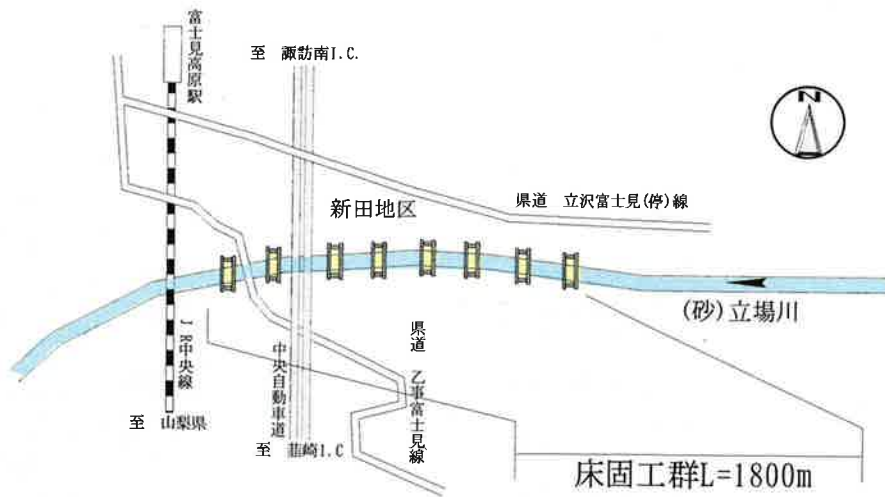 富士見高原駅
至 諏訪南I.C.
N
県道 立沢富士見(停)線
新田地区
(砂)立場川
JR中央線
中央自動車道
県道 乙事富士見線
至 山梨県
至 韮崎I.C
床固工群L=1800m